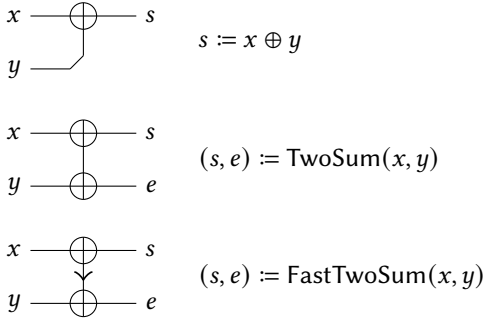 x s
y
s := x ⊕ y
x s
y e
(s, e) := TwoSum(x, y)
x s
y e
(s, e) := FastTwoSum(x, y)